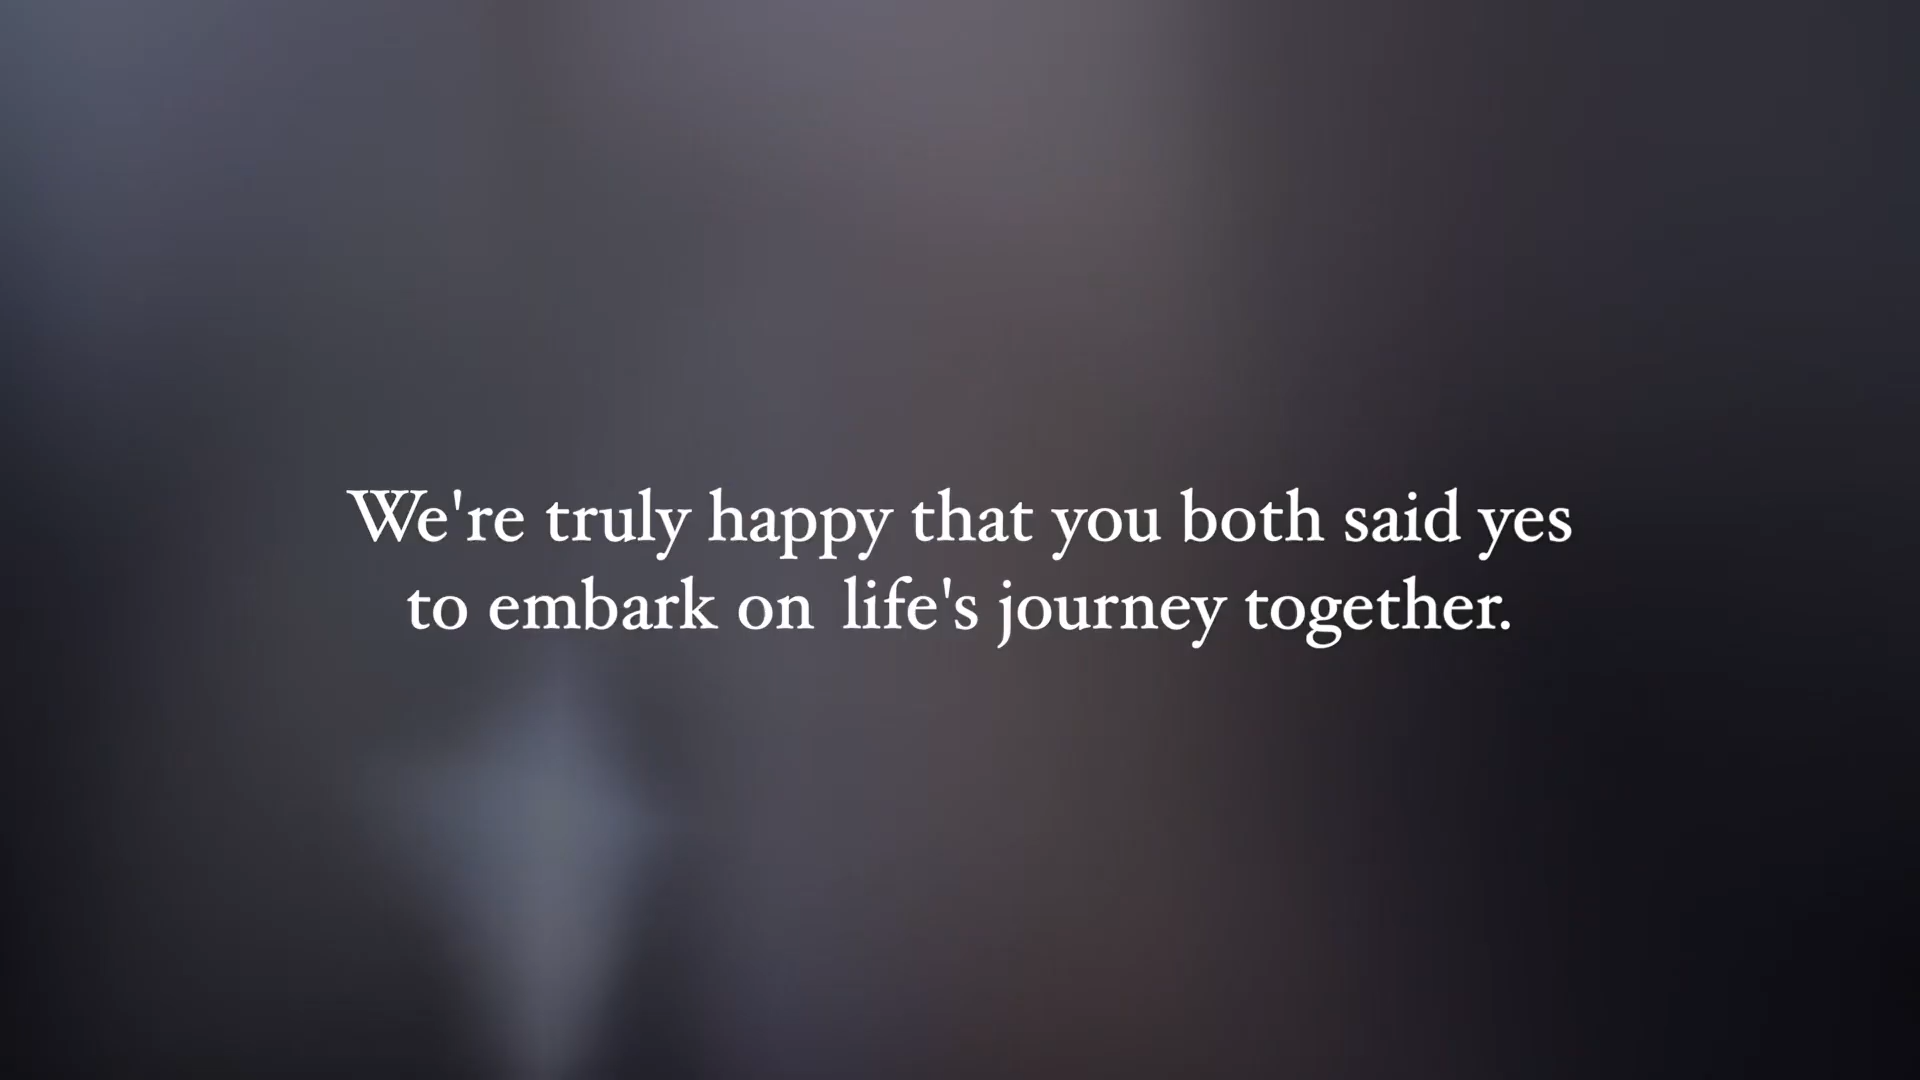 We're truly happy that you both said yes
to embark on life's journey together.